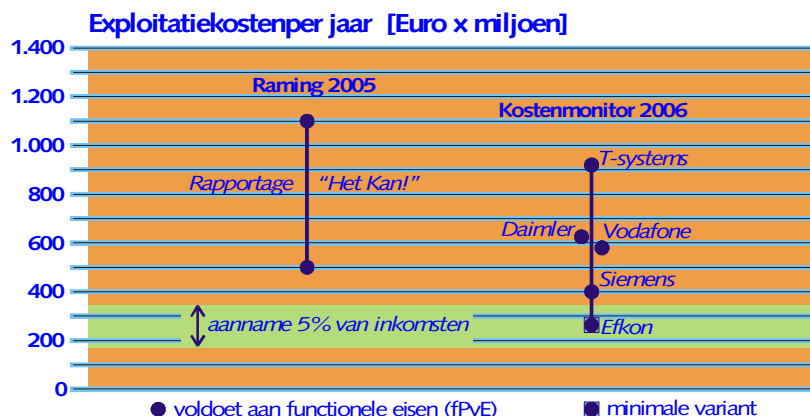 Exploitatiekostenper jaar [Euro x miljoen]
1.400
1.200
1.000
800
600
400
200
0
Raming 2005
Rapportage "Het Kan!"
Kostenmonitor 2006
T-systems
Daimler
Vodafone
Siemens
Efkon
aanname 5% van inkomsten
voldoet aan functionele eisen (fPvE)
minimale variant